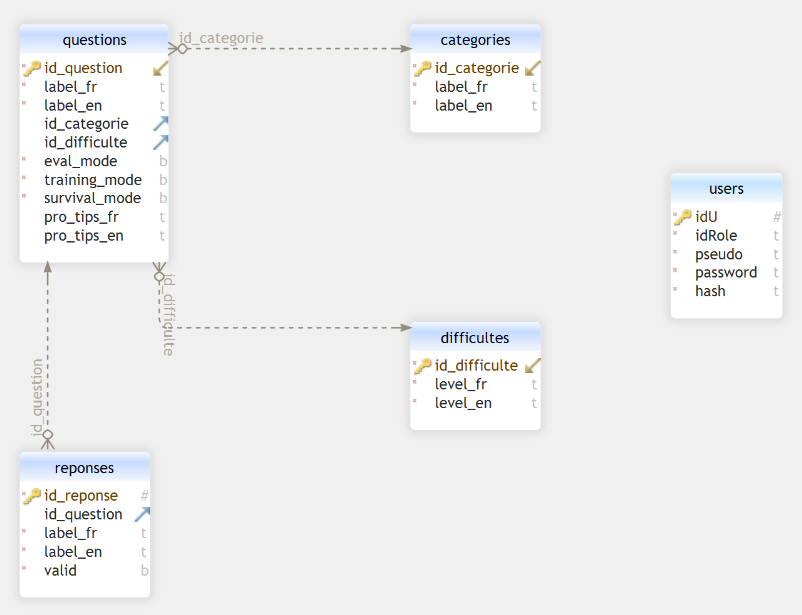 questions
id_question
label_fr t
label_en t
id_categorie
id_difficulte
eval_mode b
training_mode b
survival_mode b
pro_tips_fr t
pro_tips_en t
id_categorie
categories
id_categorie
label_fr t
label_en t
users
idU #
idRole t
pseudo t
password t
hash t
id_difficulte
difficultes
id_difficulte
level_fr t
level_en t
id_question
reponses
id_reponse #
id_question
label_fr t
label_en t
valid b